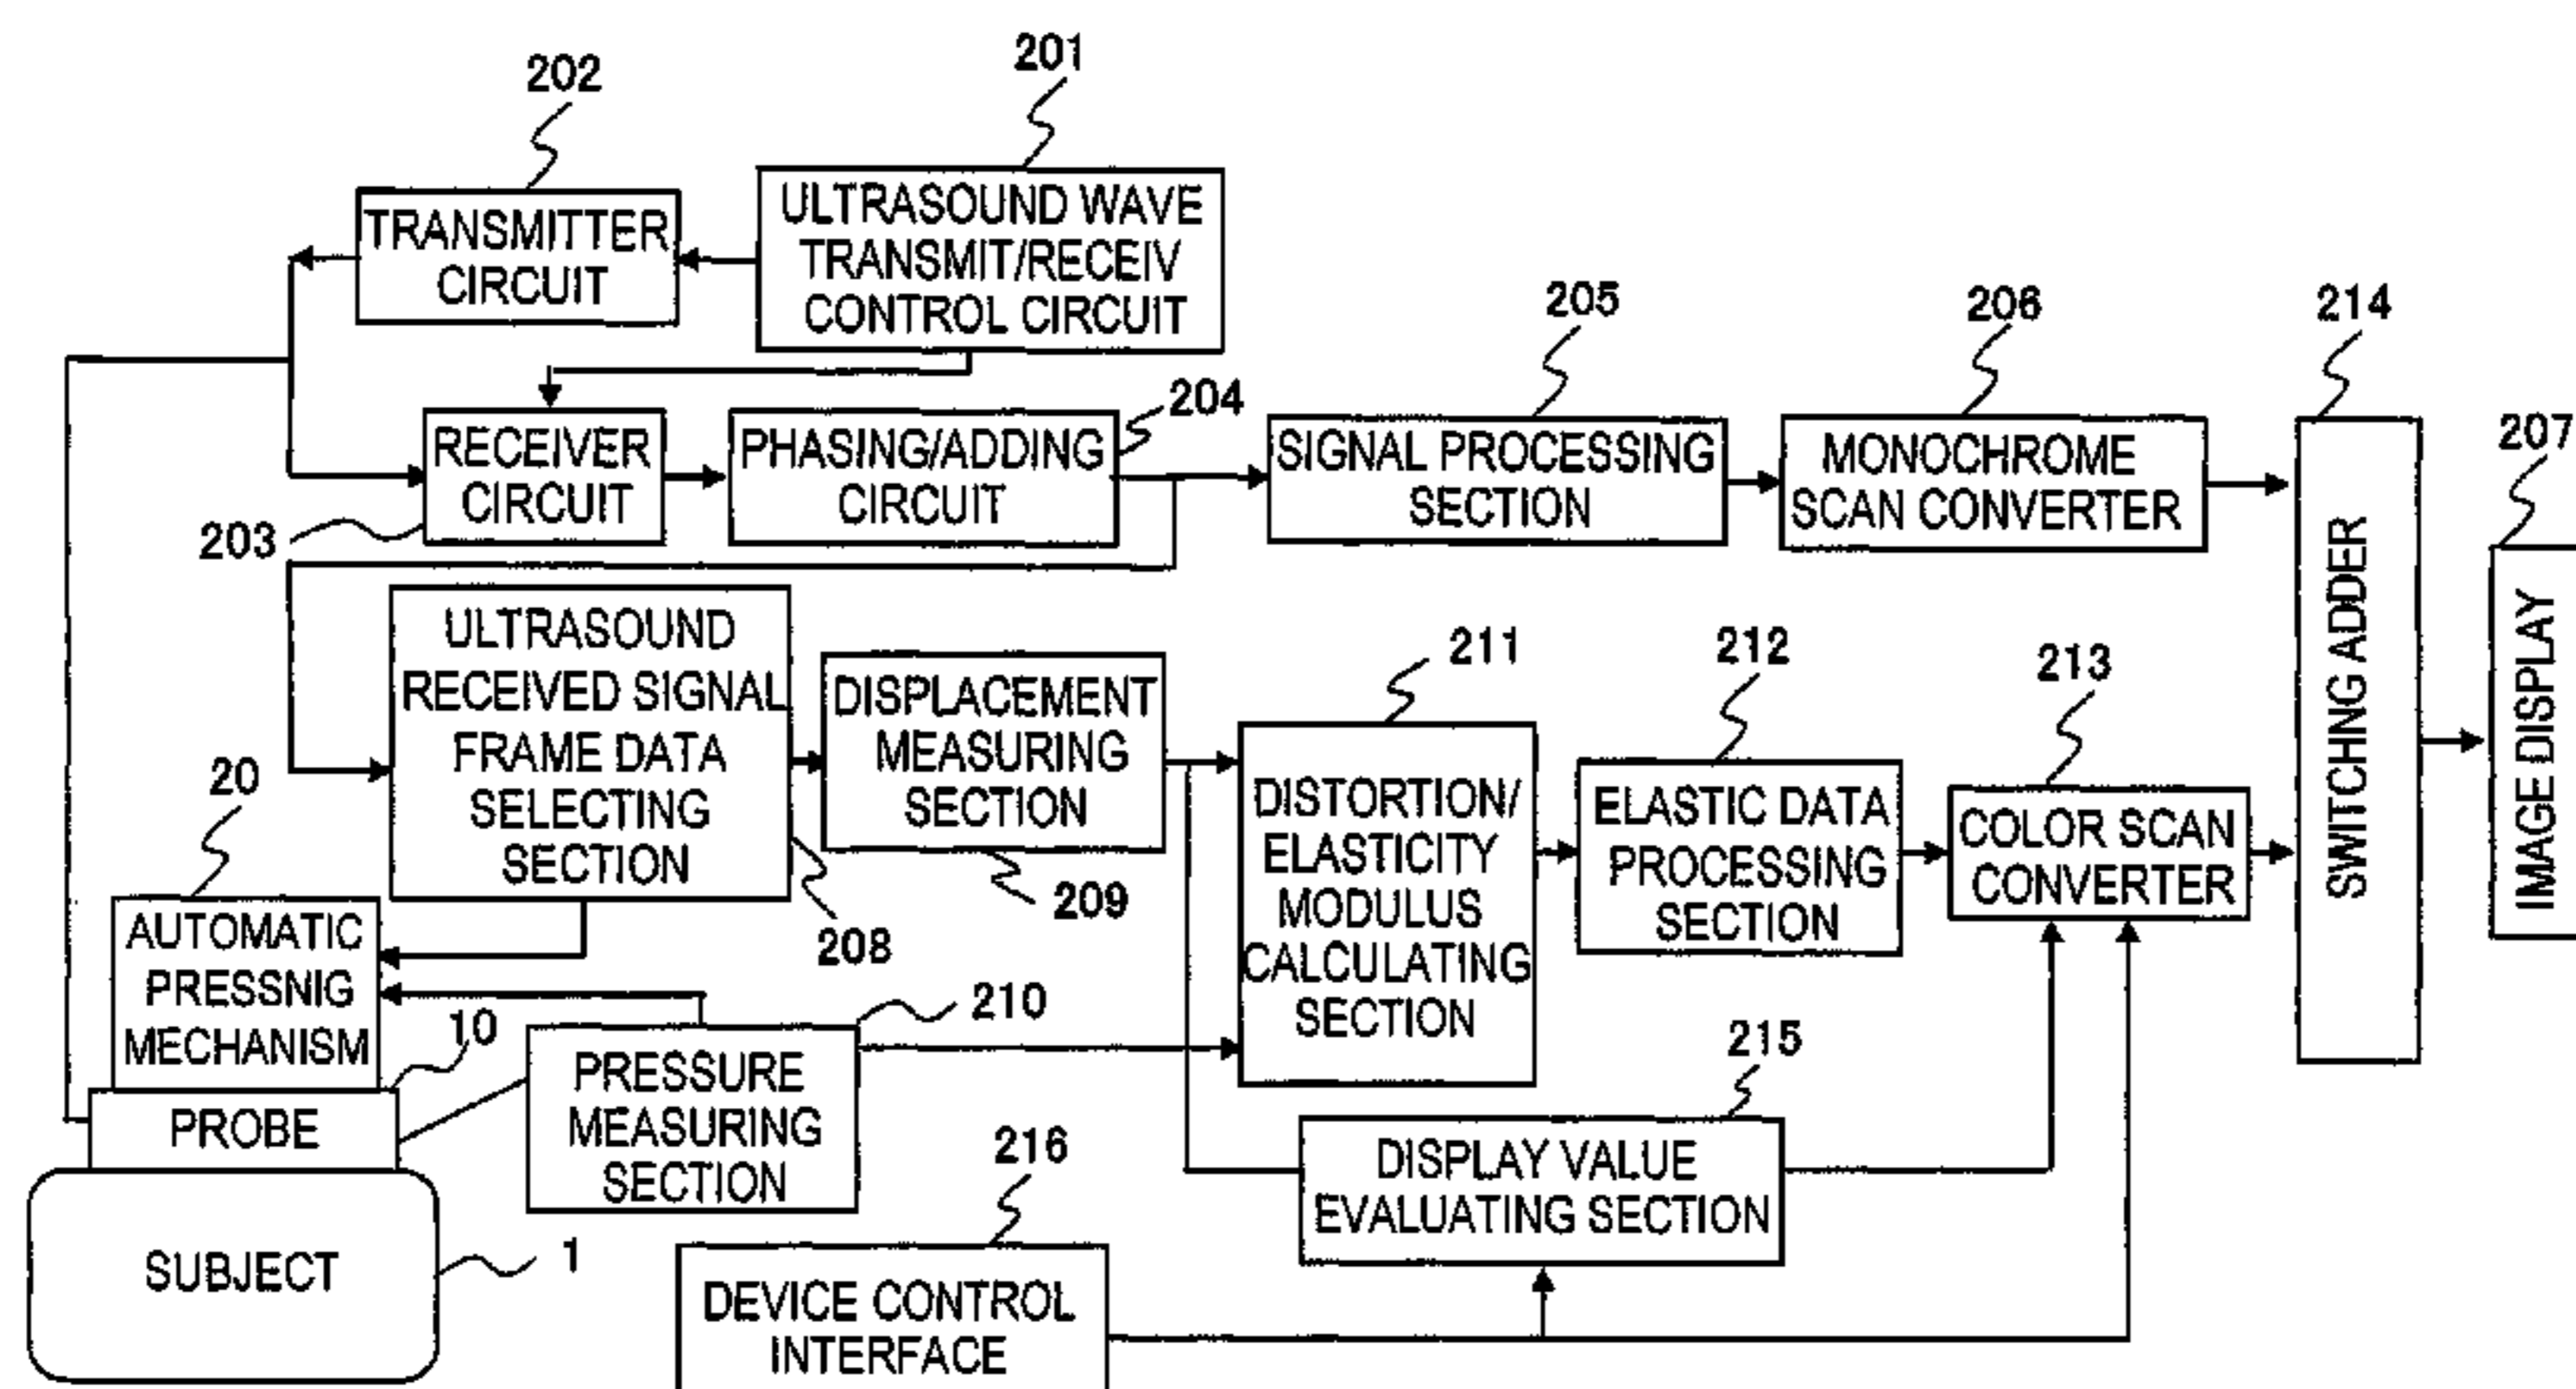 202
201
TRANSMITTER
CIRCUIT
ULTRASOUND WAVE
TRANSMIT/RECEIV
CONTROL CIRCUIT
205
206
214
204
207
RECEIVER
CIRCUIT
203
PHASING/ADDING
CIRCUIT
SIGNAL PROCESSING
SECTION
MONOCHROME
SCAN CONVERTER
SWITCHNG ADDER
IMAGE DISPLAY
ULTRASOUND
RECEIVED SIGNAL
FRAME DATA
SELECTING
SECTION
208
DISPLACEMENT
MEASURING
SECTION
209
211
212
213
DISTORTION/
ELASTICITY
MODULUS
CALCULATING
SECTION
ELASTIC DATA
PROCESSING
SECTION
COLOR SCAN
CONVERTER
20
AUTOMATIC
PRESSNIG
MECHANISM
10
210
PROBE
PRESSURE
MEASURING
SECTION
215
DISPLAY VALUE
EVALUATING SECTION
SUBJECT
1
216
DEVICE CONTROL
INTERFACE